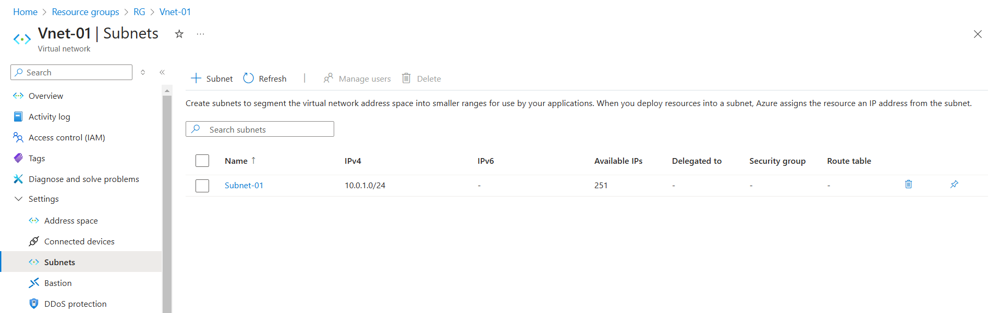 Home > Resource groups > RG > Vnet-01
Vnet-01 | Subnets
Virtual network
Search
Overview
Activity log
Access control (IAM)
Tags
Diagnose and solve problems
Settings
Address space
Connected devices
Subnets
Bastion
DDoS protection
Subnet Refresh | Manage users Delete
Create subnets to segment the virtual network address space into smaller ranges for use by your applications. When you deploy resources into a subnet, Azure assigns the resource an IP address from the subnet.
Search subnets
Name ↑ IPv4 IPv6 Available IPs Delegated to Security group Route table
Subnet-01 10.0.1.0/24 - 251 - - -